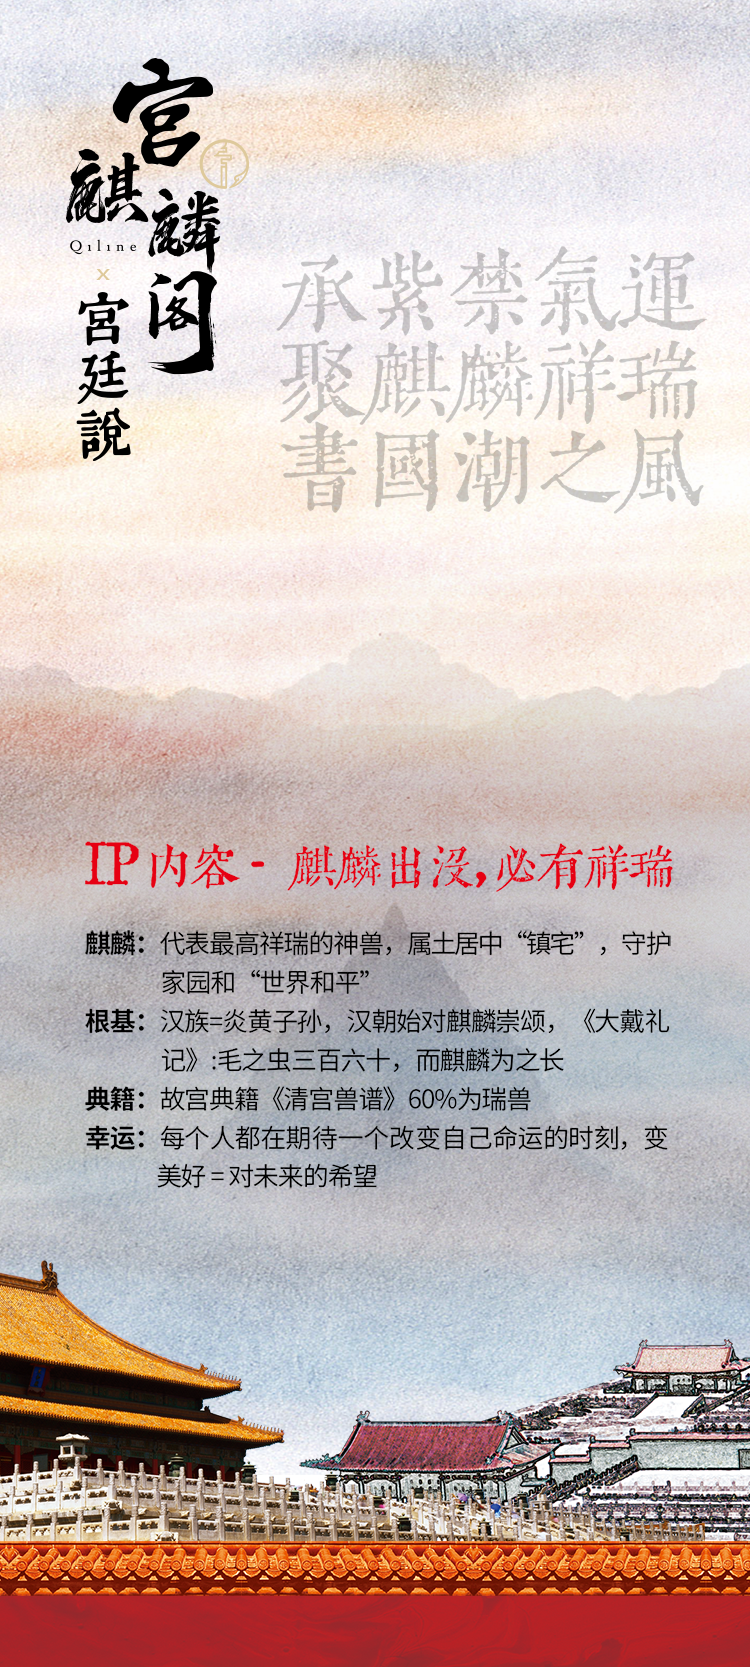 宫
麒麟阁
Qiline
×
宫廷說
承紫禁氣運
聚麒麟祥瑞
書國潮之風
IP内容- 麒麟出没,必有祥瑞
麒麟：代表最高祥瑞的神兽，属土居中“镇宅”，守护
家园和“世界和平”
根基：汉族=炎黄子孙，汉朝始对麒麟崇颂，《大戴礼
记》:毛之虫三百六十，而麒麟为之长
典籍：故宫典籍《清宫兽谱》60%为瑞兽
幸运：每个人都在期待一个改变自己命运的时刻，变
美好 = 对未来的希望